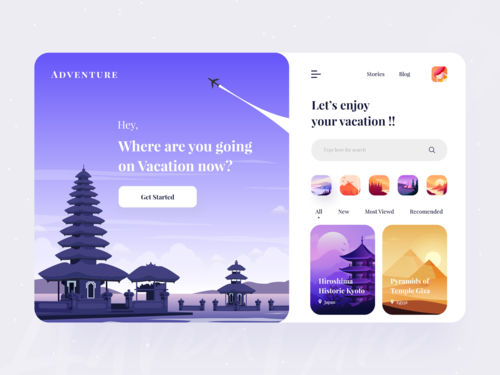 ADVENTURE
Hey,
Where are you going
on Vacation now?
Get Started
Stories
Blog
Let's enjoy
your vacation !!
Type here for search
All
New
Most Viewd
Recomended
Hiroshima
Historic Kyoto
Japan
Pyramids of
Temple Giza
Egypt